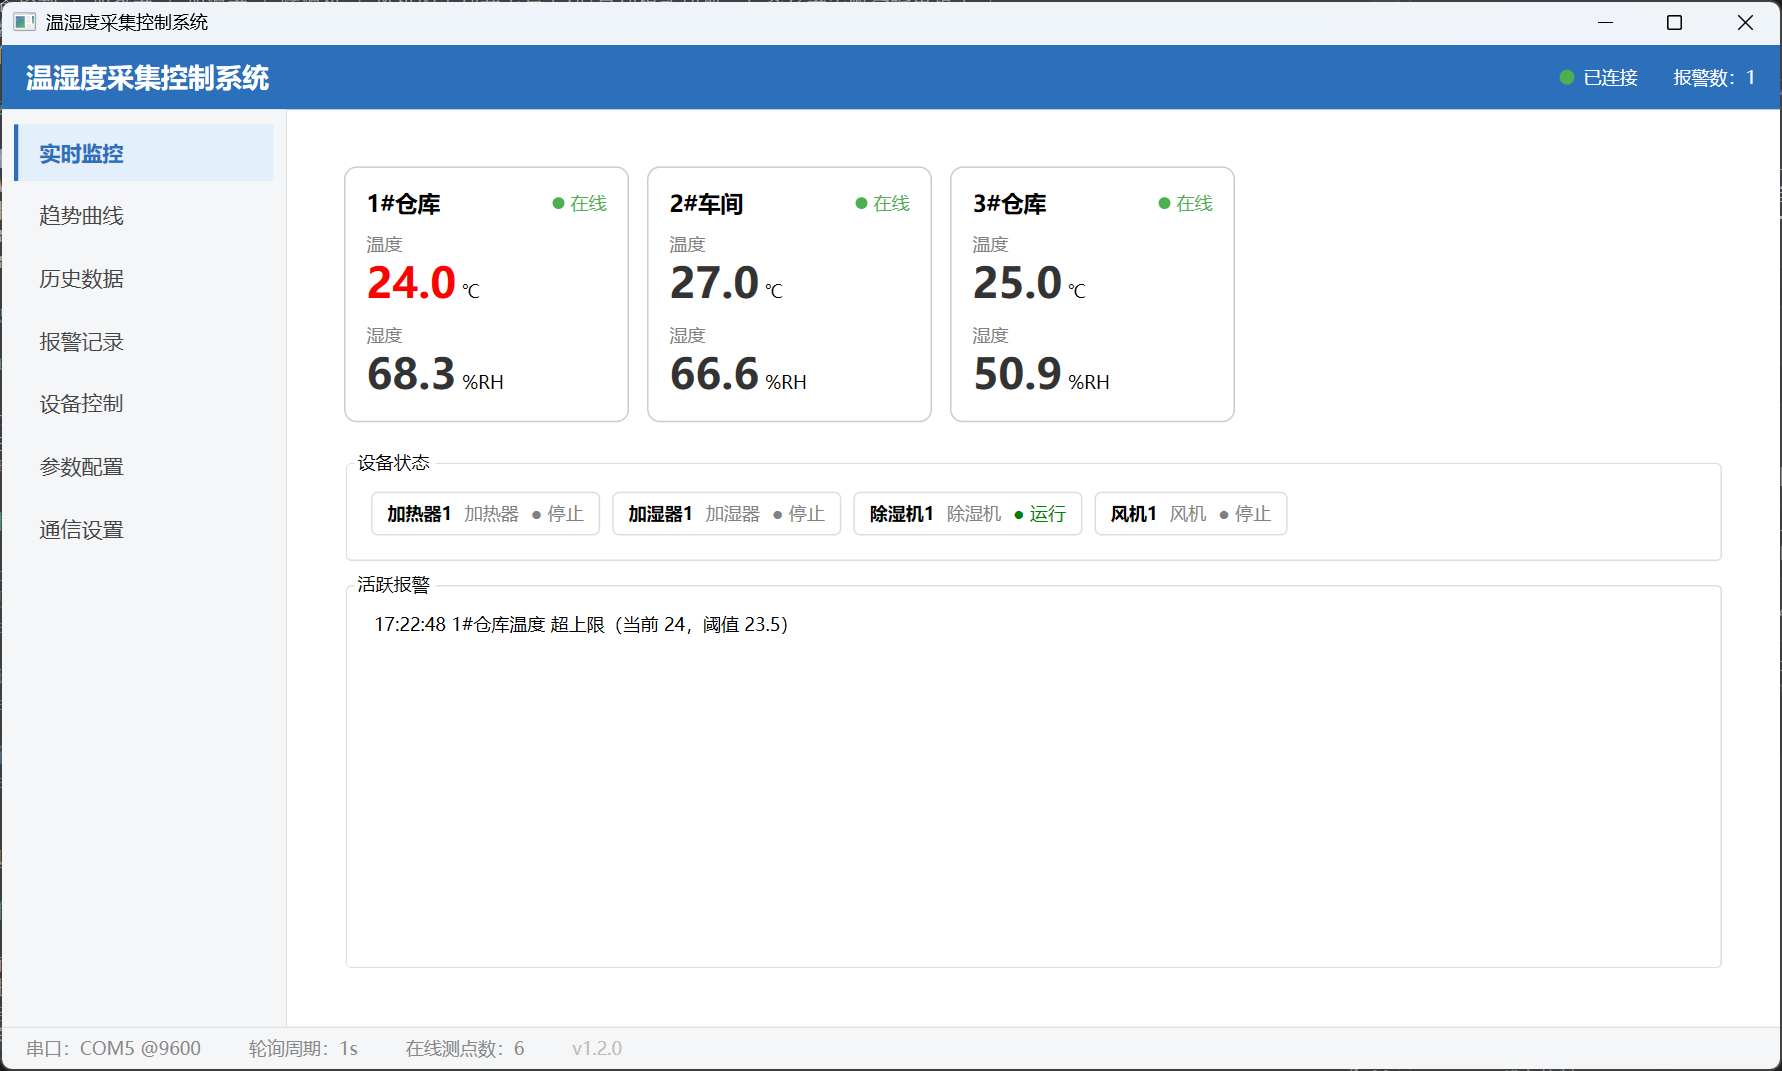 温湿度采集控制系统
温湿度采集控制系统
已连接 报警数：1
实时监控
趋势曲线
历史数据
报警记录
设备控制
参数配置
通信设置
1#仓库 在线
温度
24.0 ℃
湿度
68.3 %RH
2#车间 在线
温度
27.0 ℃
湿度
66.6 %RH
3#仓库 在线
温度
25.0 ℃
湿度
50.9 %RH
设备状态
加热器1 加热器 ● 停止
加湿器1 加湿器 ● 停止
除湿机1 除湿机 ● 运行
风机1 风机 ● 停止
活跃报警
17:22:48 1#仓库温度 超上限（当前 24，阈值 23.5）
串口：COM5 @9600 轮询周期：1s 在线测点数：6 v1.2.0